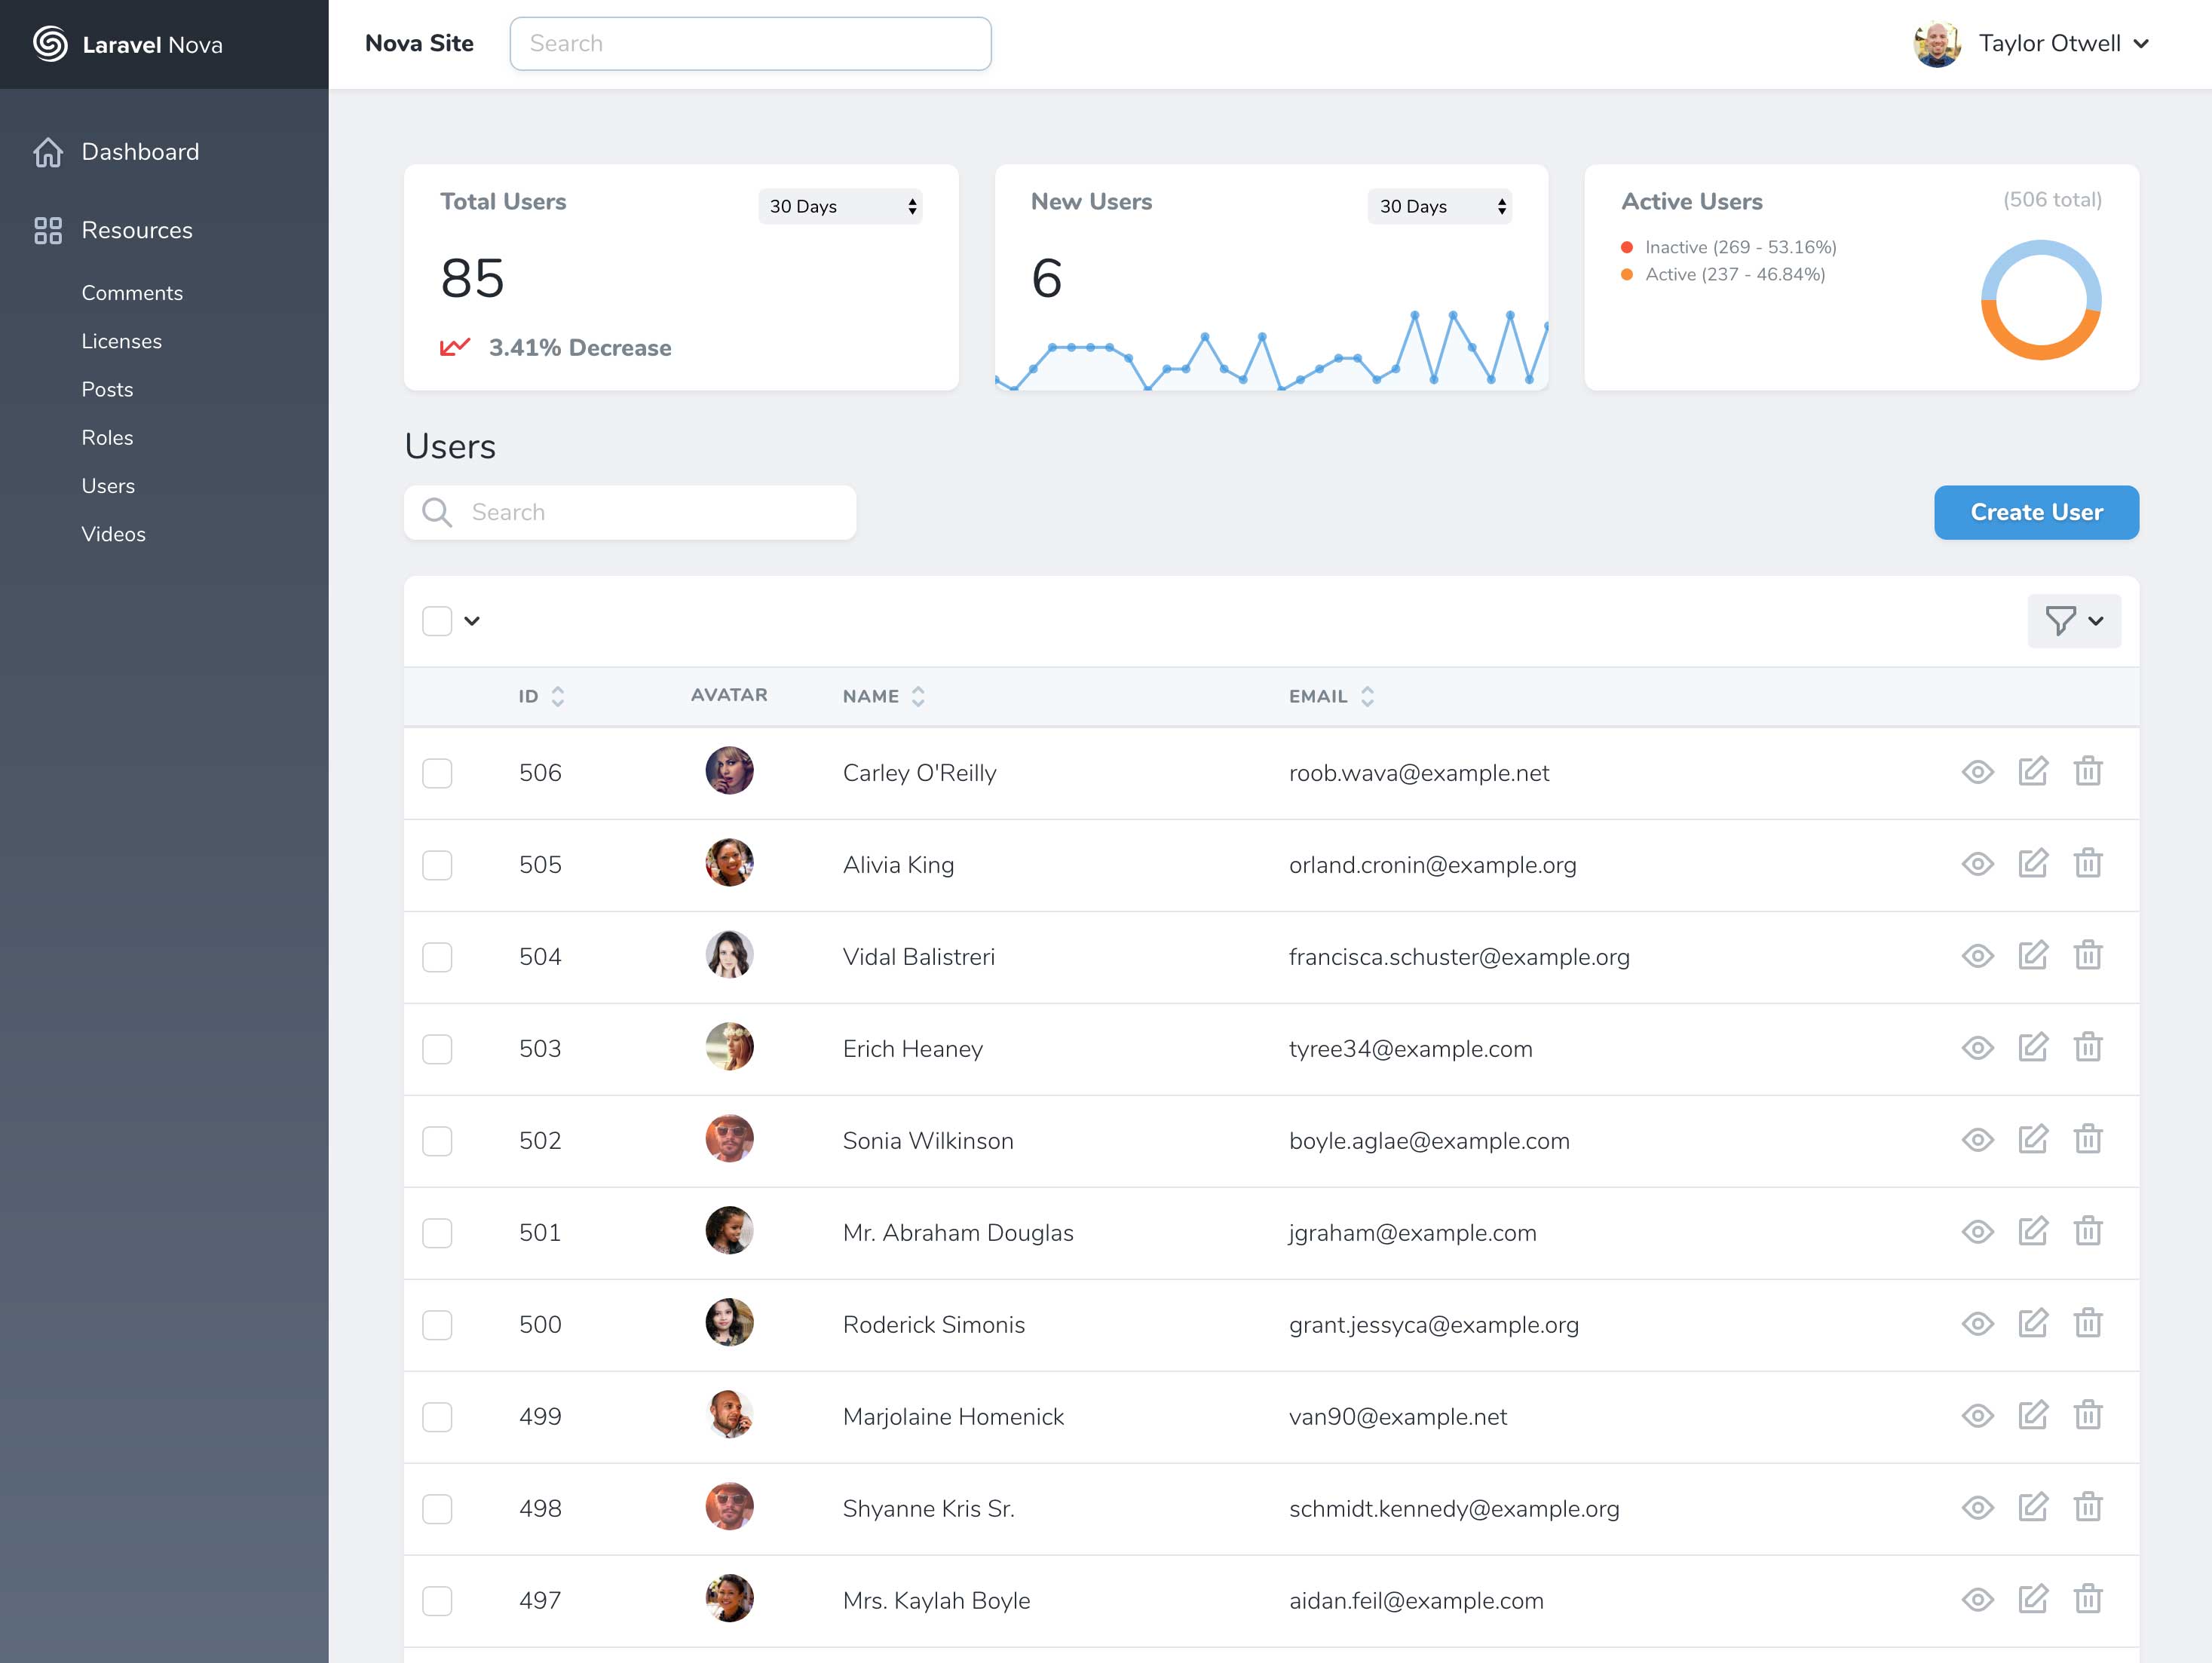 Laravel Nova
Nova Site
Search
Taylor Otwell
Dashboard
Resources
Comments
Licenses
Posts
Roles
Users
Videos
Total Users
30 Days
85
3.41% Decrease
New Users
30 Days
6
Active Users
(506 total)
Inactive (269 - 53.16%)
Active (237 - 46.84%)
Users
Search
Create User
ID AVATAR NAME EMAIL
506 Carley O'Reilly roob.wava@example.net
505 Alivia King orland.cronin@example.org
504 Vidal Balistreri francisca.schuster@example.org
503 Erich Heaney tyree34@example.com
502 Sonia Wilkinson boyle.aglae@example.com
501 Mr. Abraham Douglas jgraham@example.com
500 Roderick Simonis grant.jessyca@example.org
499 Marjolaine Homenick van90@example.net
498 Shyanne Kris Sr. schmidt.kennedy@example.org
497 Mrs. Kaylah Boyle aidan.feil@example.com